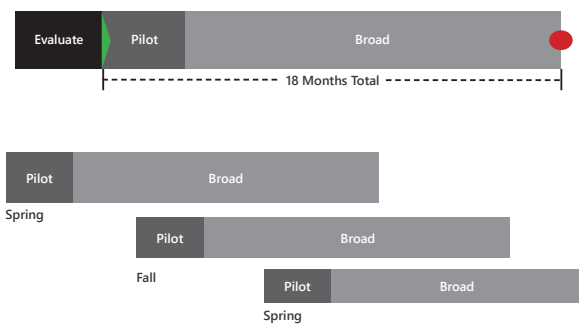 Evaluate
Pilot
Broad
18 Months Total
Pilot
Broad
Spring
Pilot
Broad
Fall
Pilot
Broad
Spring